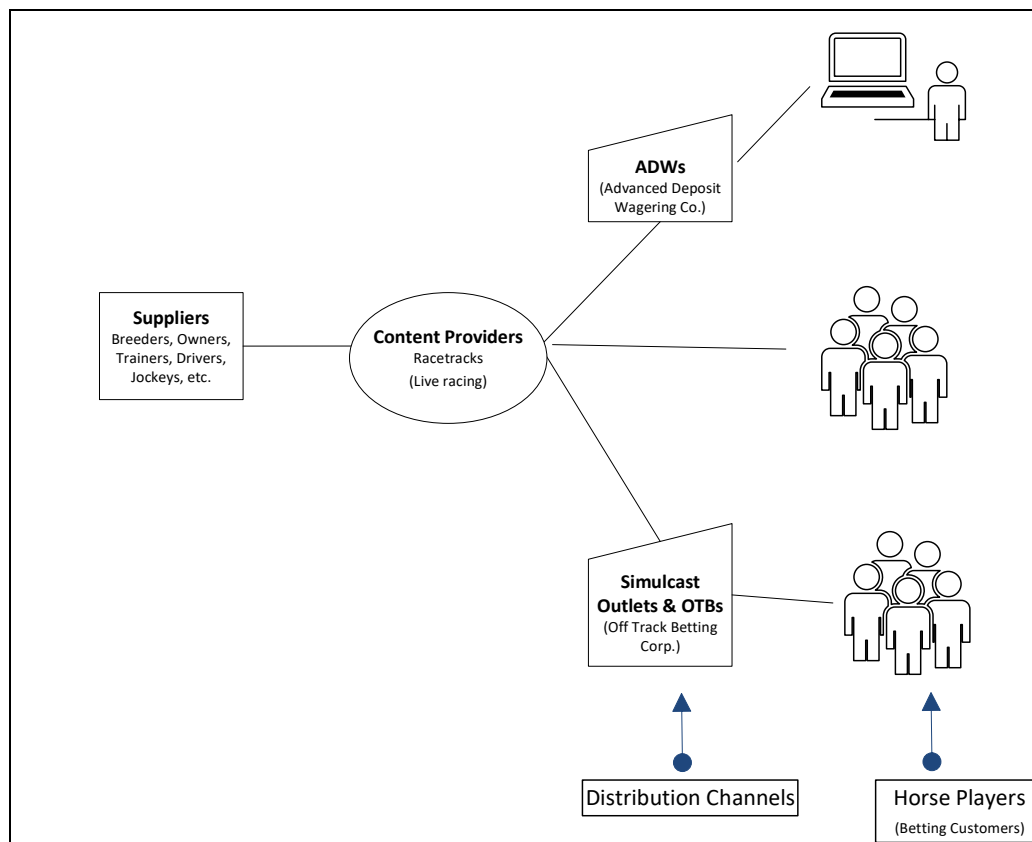 ADWs
(Advanced Deposit
Wagering Co.)
Suppliers
Breeders, Owners,
Trainers, Drivers,
Jockeys, etc.
Content Providers
Racetracks
(Live racing)
Simulcast
Outlets & OTBs
(Off Track Betting
Corp.)
Distribution Channels
Horse Players
(Betting Customers)